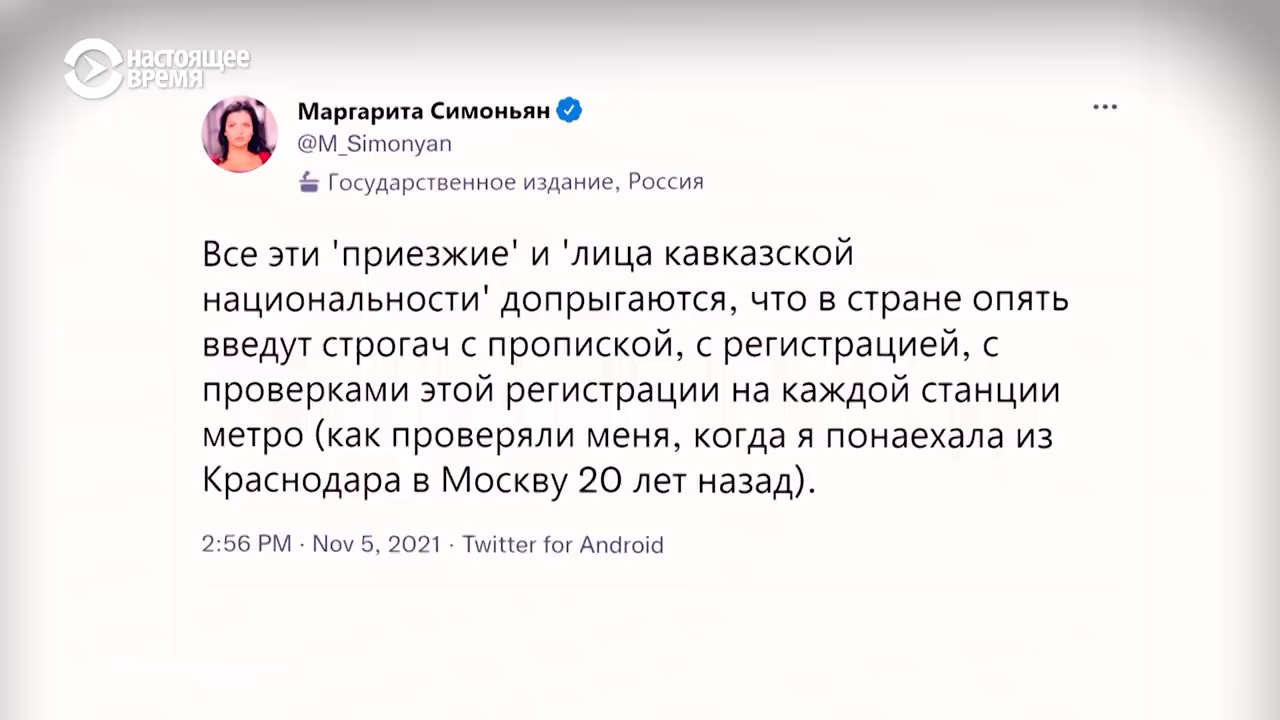 НАСТОЯЩЕЕ
ВРЕМЯ
Маргарита Симоньян
@M_Simonyan
Государственное издание, Россия
Все эти 'приезжие' и 'лица кавказской
национальности' допрыгаются, что в стране опять
введут строгач с пропиской, с регистрацией, с
проверками этой регистрации на каждой станции
метро (как проверяли меня, когда я понаехала из
Краснодара в Москву 20 лет назад).
2:56 PM · Nov 5, 2021 · Twitter for Android